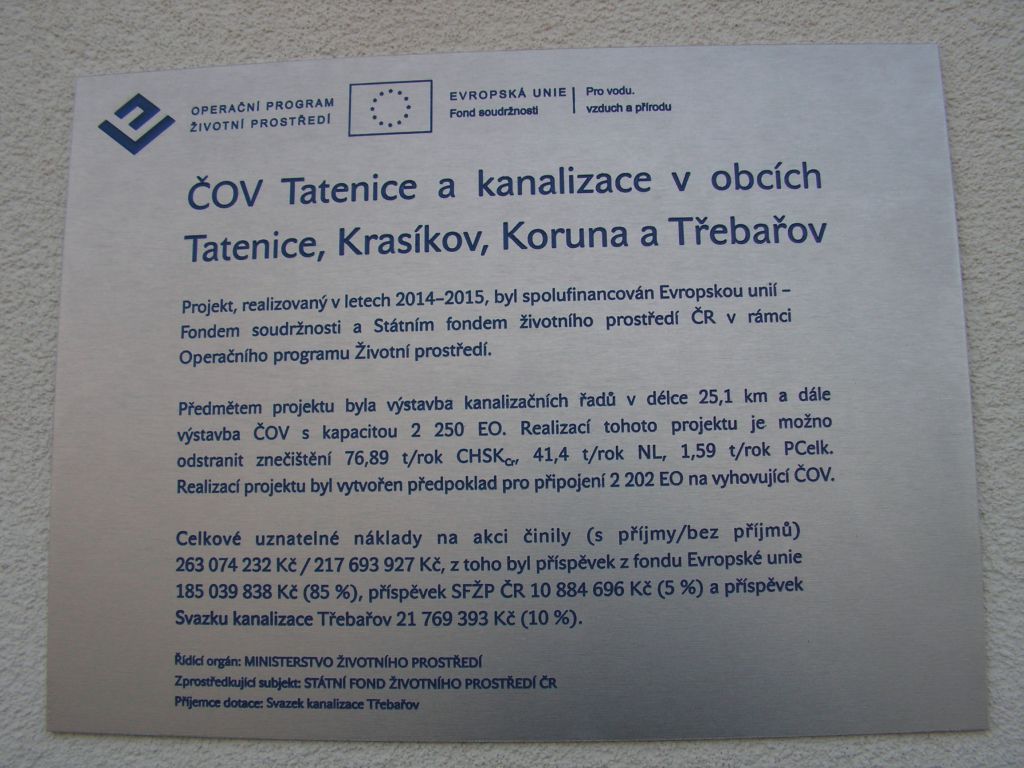 OPERAČNÍ PROGRAM
ŽIVOTNÍ PROSTŘEDÍ
EVROPSKÁ UNIE
Fond soudržnosti
Pro vodu,
vzduch a přírodu
ČOV Tatenice a kanalizace v obcích
Tatenice, Krasíkov, Koruna a Třebařov
Projekt, realizovaný v letech 2014–2015, byl spolufinancován Evropskou unií –
Fondem soudržnosti a Státním fondem životního prostředí ČR v rámci
Operačního programu Životní prostředí.
Předmětem projektu byla výstavba kanalizačních řadů v délce 25,1 km a dále
výstavba ČOV s kapacitou 2 250 EO. Realizací tohoto projektu je možno
odstranit znečištění 76,89 t/rok CHSKCr, 41,4 t/rok NL, 1,59 t/rok PCelk.
Realizací projektu byl vytvořen předpoklad pro připojení 2 202 EO na vyhovující ČOV.
Celkové uznatelné náklady na akci činily (s příjmy/bez příjmů)
263 074 232 Kč / 217 693 927 Kč, z toho byl příspěvek z fondu Evropské unie
185 039 838 Kč (85 %), příspěvek SFŽP ČR 10 884 696 Kč (5 %) a příspěvek
Svazku kanalizace Třebařov 21 769 393 Kč (10 %).
Řídící orgán: MINISTERSTVO ŽIVOTNÍHO PROSTŘEDÍ
Zprostředkující subjekt: STÁTNÍ FOND ŽIVOTNÍHO PROSTŘEDÍ ČR
Příjemce dotace: Svazek kanalizace Třebařov